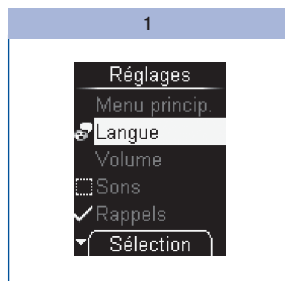 1
Réglages
Menu princip.
Langue
Volume
Sons
Rappels
Sélection